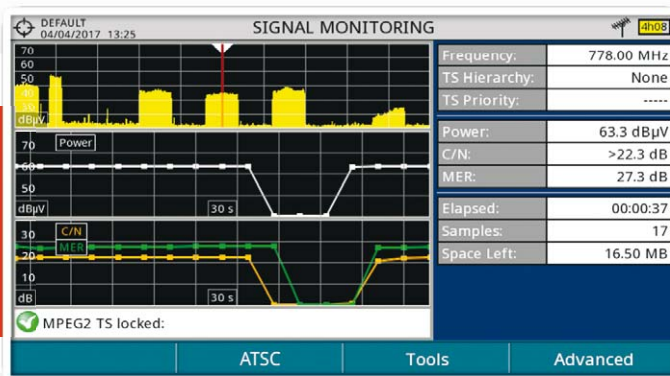 DEFAULT
04/04/2017 13:25
SIGNAL MONITORING
4h08
70
60
50
40
30
dBµV
70
Power
60
50
dBµV
30 s
30
C/N
MER
20
10
dB
30 s
MPEG2 TS locked:
Frequency: 778.00 MHz
TS Hierarchy: None
TS Priority: -----
Power: 63.3 dBµV
C/N: >22.3 dB
MER: 27.3 dB
Elapsed: 00:00:37
Samples: 17
Space Left: 16.50 MB
ATSC
Tools
Advanced